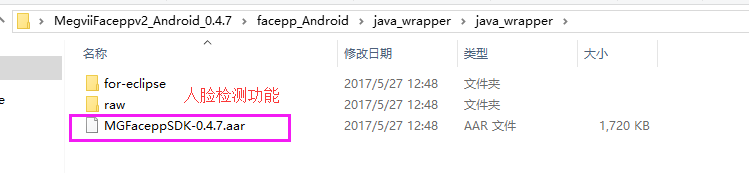 MegviiFaceppv2_Android_0.4.7 > facepp_Android > java_wrapper > java_wrapper >
名称 修改日期 类型 大小
for-eclipse 2017/5/27 12:48 文件夹
人脸检测功能
raw 2017/5/27 12:48 文件夹
MGFaceppSDK-0.4.7.aar 2017/5/27 12:48 AAR 文件 1,720 KB